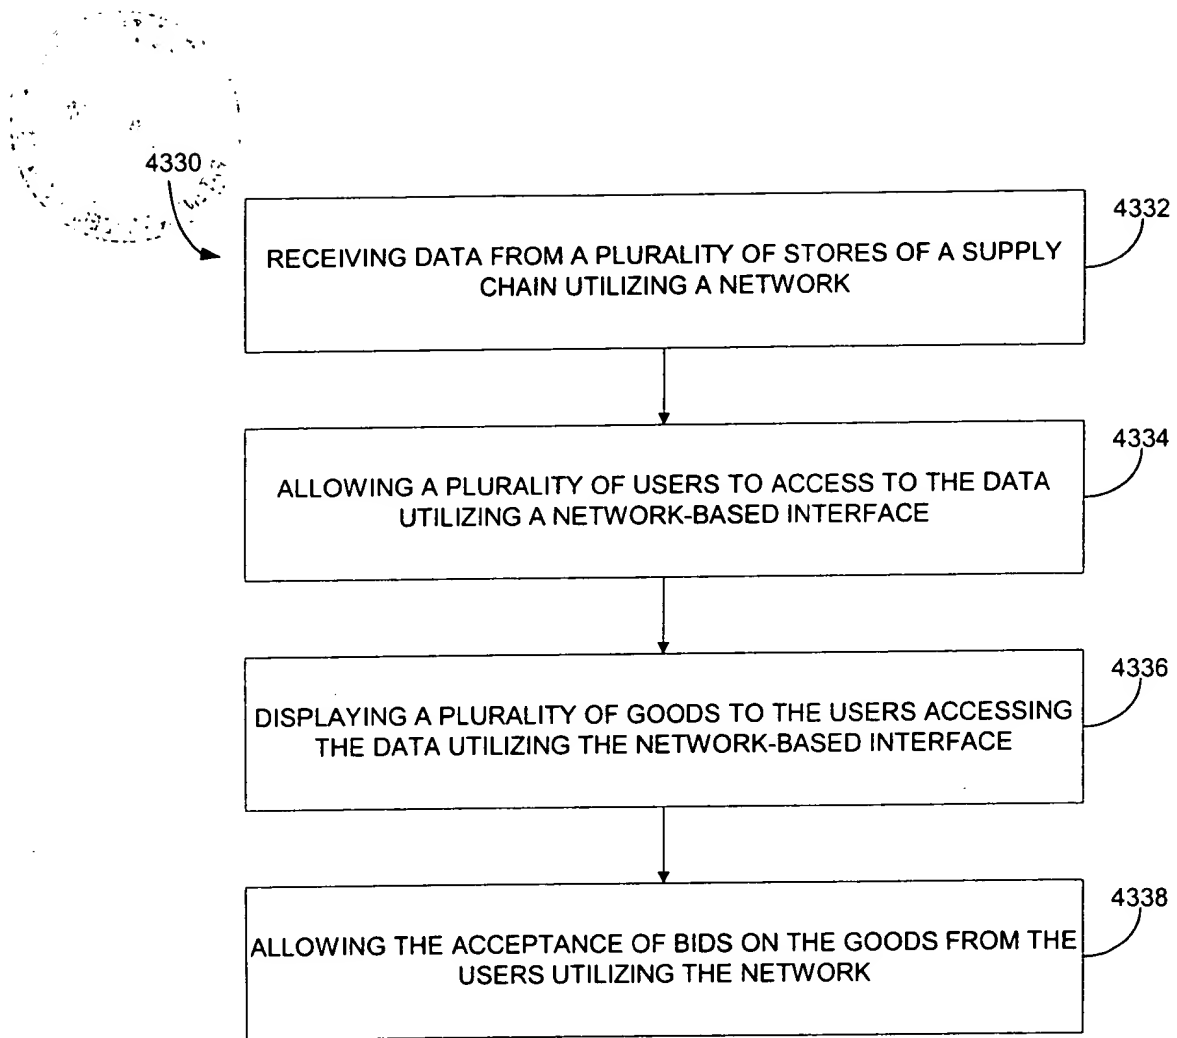 4330
4332
RECEIVING DATA FROM A PLURALITY OF STORES OF A SUPPLY
CHAIN UTILIZING A NETWORK
4334
ALLOWING A PLURALITY OF USERS TO ACCESS TO THE DATA
UTILIZING A NETWORK-BASED INTERFACE
4336
DISPLAYING A PLURALITY OF GOODS TO THE USERS ACCESSING
THE DATA UTILIZING THE NETWORK-BASED INTERFACE
4338
ALLOWING THE ACCEPTANCE OF BIDS ON THE GOODS FROM THE
USERS UTILIZING THE NETWORK